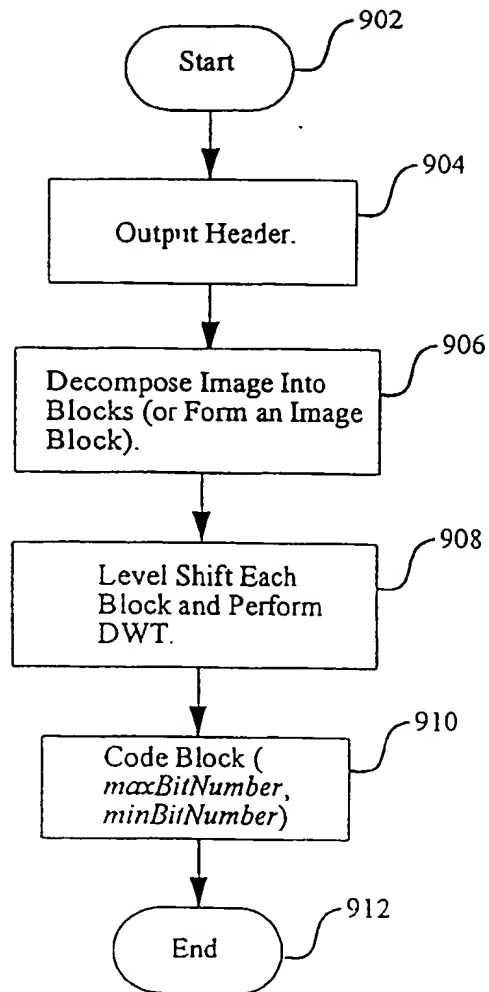 902
Start
904
Output Header.
906
Decompose Image Into
Blocks (or Form an Image
Block).
908
Level Shift Each
Block and Perform
DWT.
910
Code Block (
maxBitNumber,
minBitNumber)
912
End